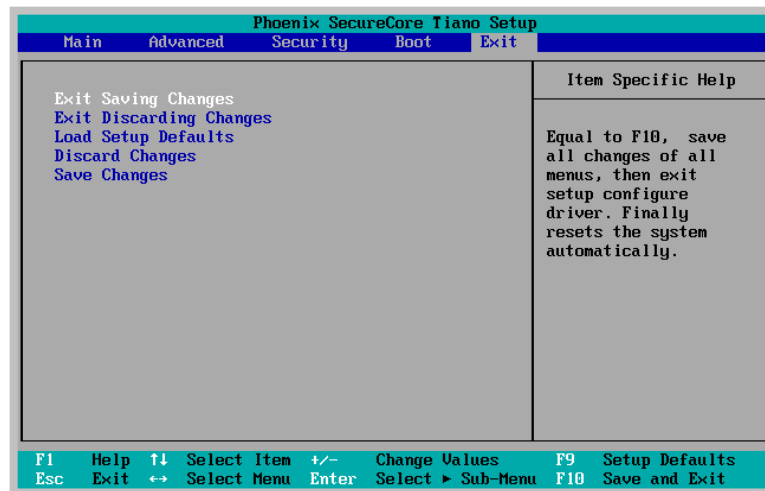 Phoenix SecureCore Tiano Setup
Main Advanced Security Boot Exit
Item Specific Help
Exit Saving Changes
Exit Discarding Changes
Load Setup Defaults
Discard Changes
Save Changes
Equal to F10, save
all changes of all
menus, then exit
setup configure
driver. Finally
resets the system
automatically.
F1 Help ↑↓ Select Item +/- Change Values F9 Setup Defaults
Esc Exit ↔ Select Menu Enter Select ► Sub-Menu F10 Save and Exit